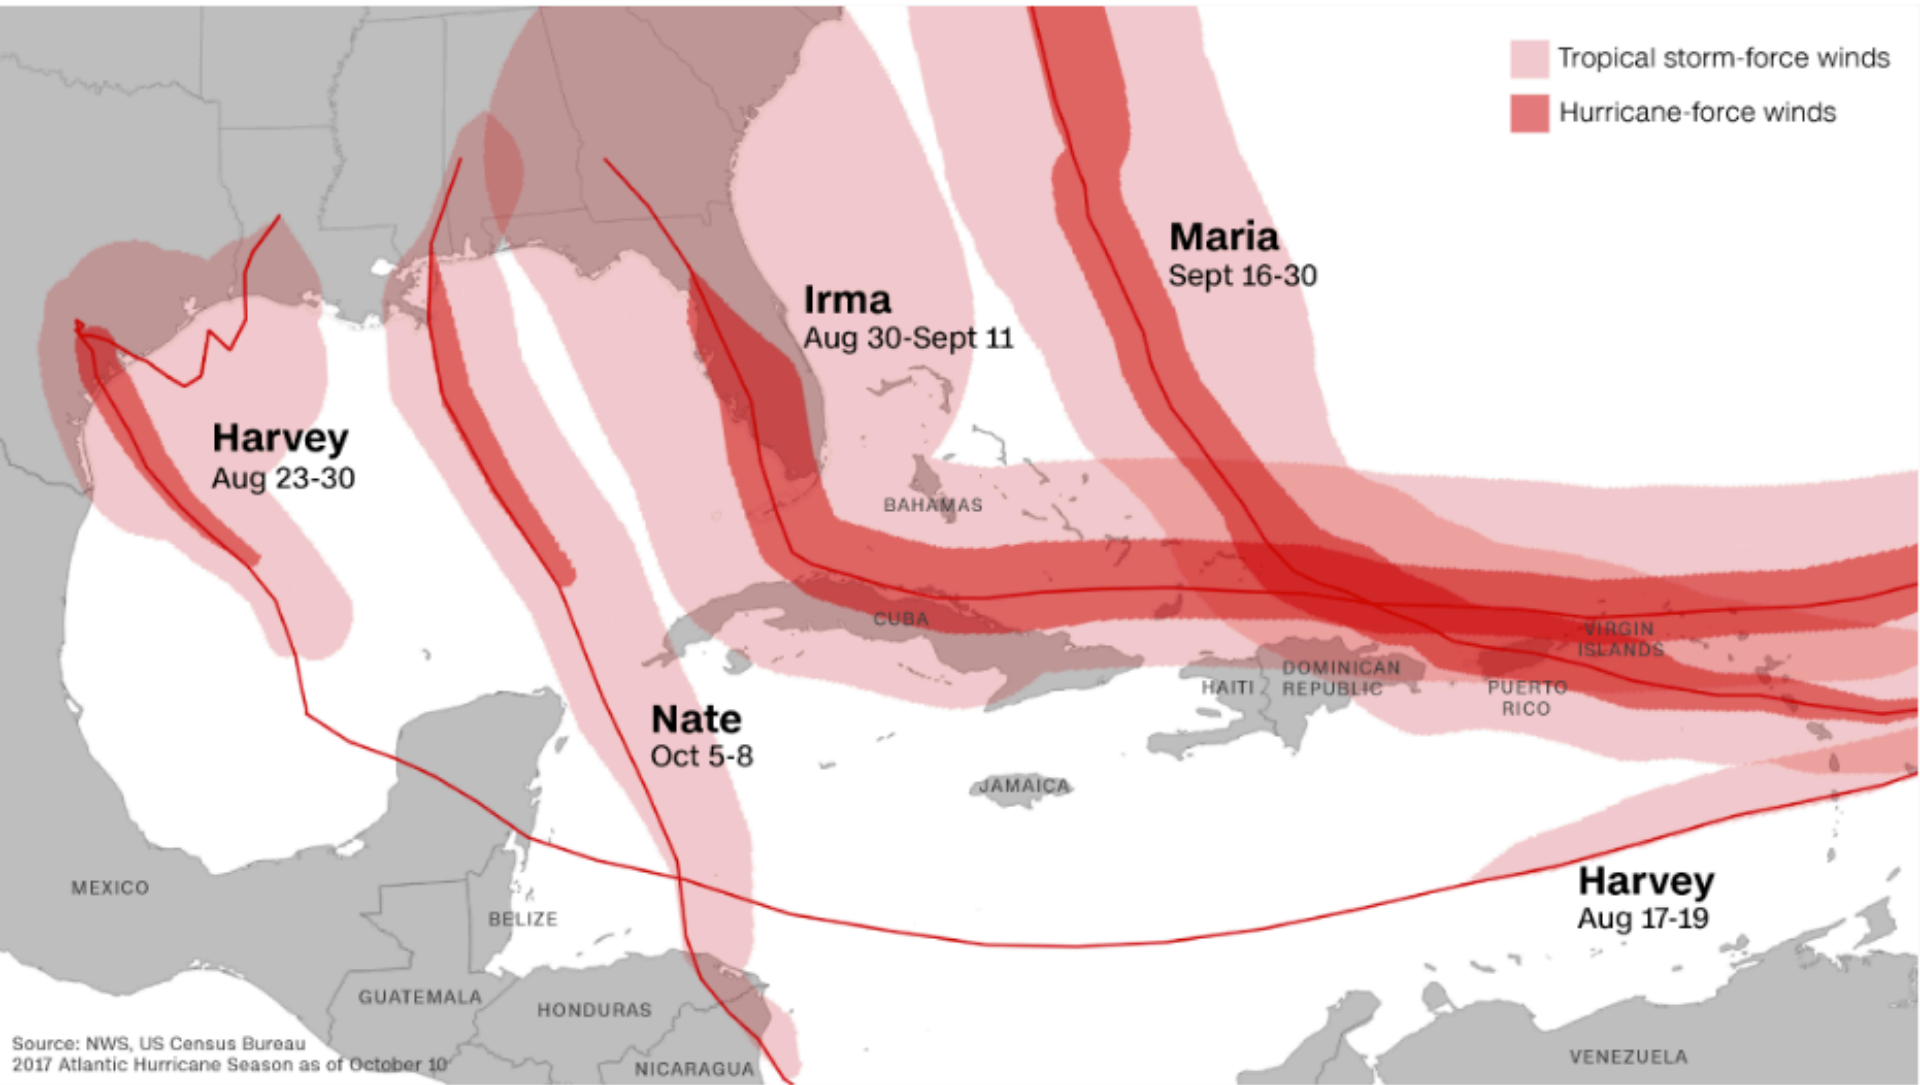 Tropical storm-force winds
Hurricane-force winds
Maria
Sept 16-30
Irma
Aug 30-Sept 11
Harvey
Aug 23-30
BAHAMAS
CUBA
VIRGIN
ISLANDS
HAITI
DOMINICAN
REPUBLIC
PUERTO
RICO
Nate
Oct 5-8
JAMAICA
MEXICO
BELIZE
Harvey
Aug 17-19
GUATEMALA
HONDURAS
NICARAGUA
VENEZUELA
Source: NWS, US Census Bureau
2017 Atlantic Hurricane Season as of October 10